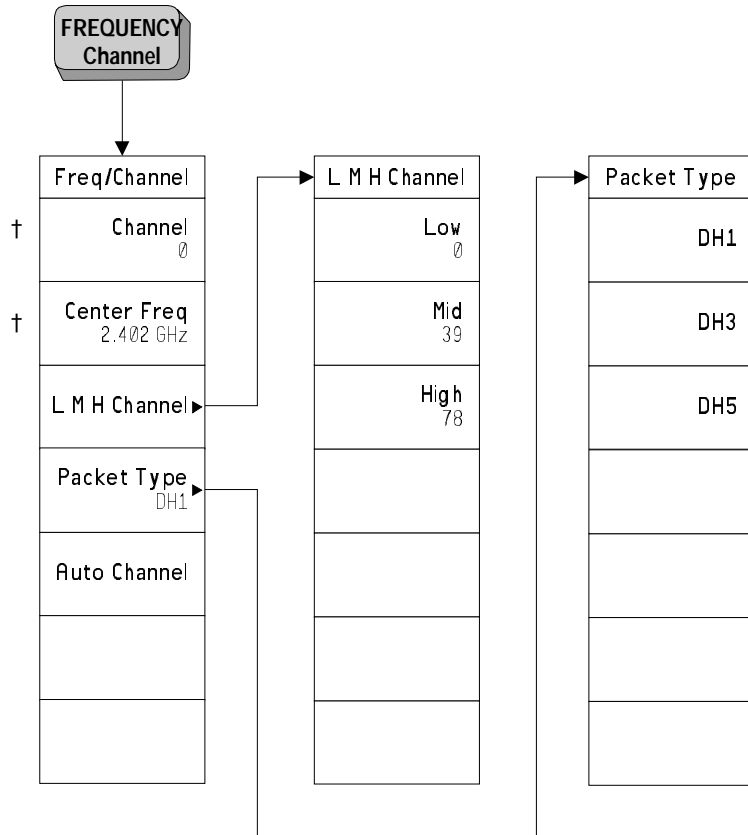 FREQUENCY
Channel
Freq/Channel
† Channel
0
† Center Freq
2.402 GHz
L M H Channel
Packet Type
DH1
Auto Channel
L M H Channel
Low
0
Mid
39
High
78
Packet Type
DH1
DH3
DH5